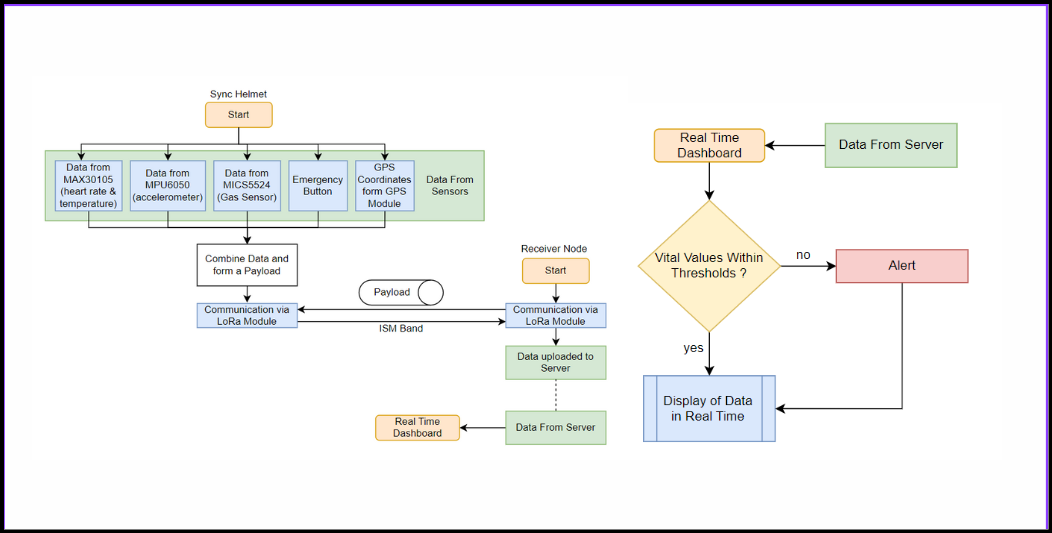 Sync Helmet
Start
Data from
MAX30105
(heart rate &
temperature)
Data from
MPU6050
(accelerometer)
Data from
MICS5524
(Gas Sensor)
Emergency
Button
GPS
Coordinates
form GPS
Module
Data From
Sensors
Combine Data and
form a Payload
Communication via
LoRa Module
Payload
ISM Band
Receiver Node
Start
Communication via
LoRa Module
Data uploaded to
Server
Data From Server
Real Time
Dashboard
Real Time
Dashboard
Data From Server
Vital Values Within
Thresholds ?
no
Alert
yes
Display of Data
in Real Time